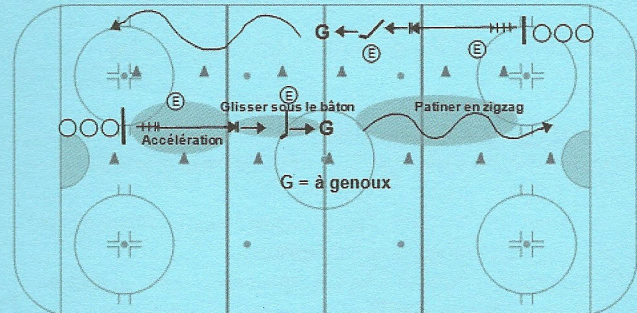 G E E
E Glisser sous le bâton E Patiner en zigzag
Accélération G
G = à genoux